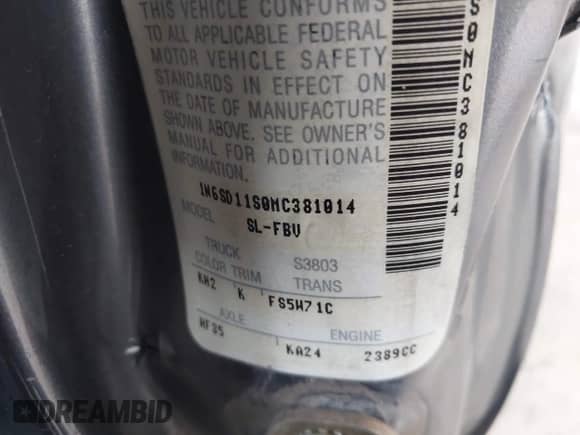 THIS VEHICLE CONFORMS
TO ALL APPLICABLE FEDERAL
MOTOR VEHICLE SAFETY
STANDARDS IN EFFECT ON
THE DATE OF MANUFACTURE
SHOWN ABOVE. SEE OWNER'S
MANUAL FOR ADDITIONAL
INFORMATION.
1N6SD11S0MC381014
MODEL SL-FBV
TRUCK S3803
COLOR TRIM TRANS
KH2 K FS5W71C
AXLE ENGINE
HF35 KA24 2389CC
S0MC381014
DREAMBID